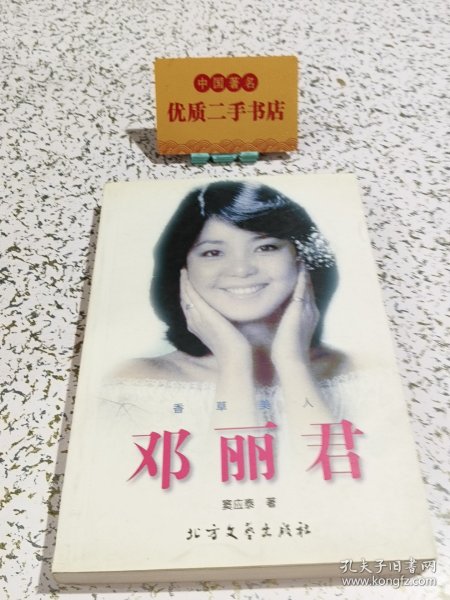 中国著名
优质二手书店
香草美人
邓丽君
窦应泰 著
北方文艺出版社
孔夫子旧书网
www.kongfz.com